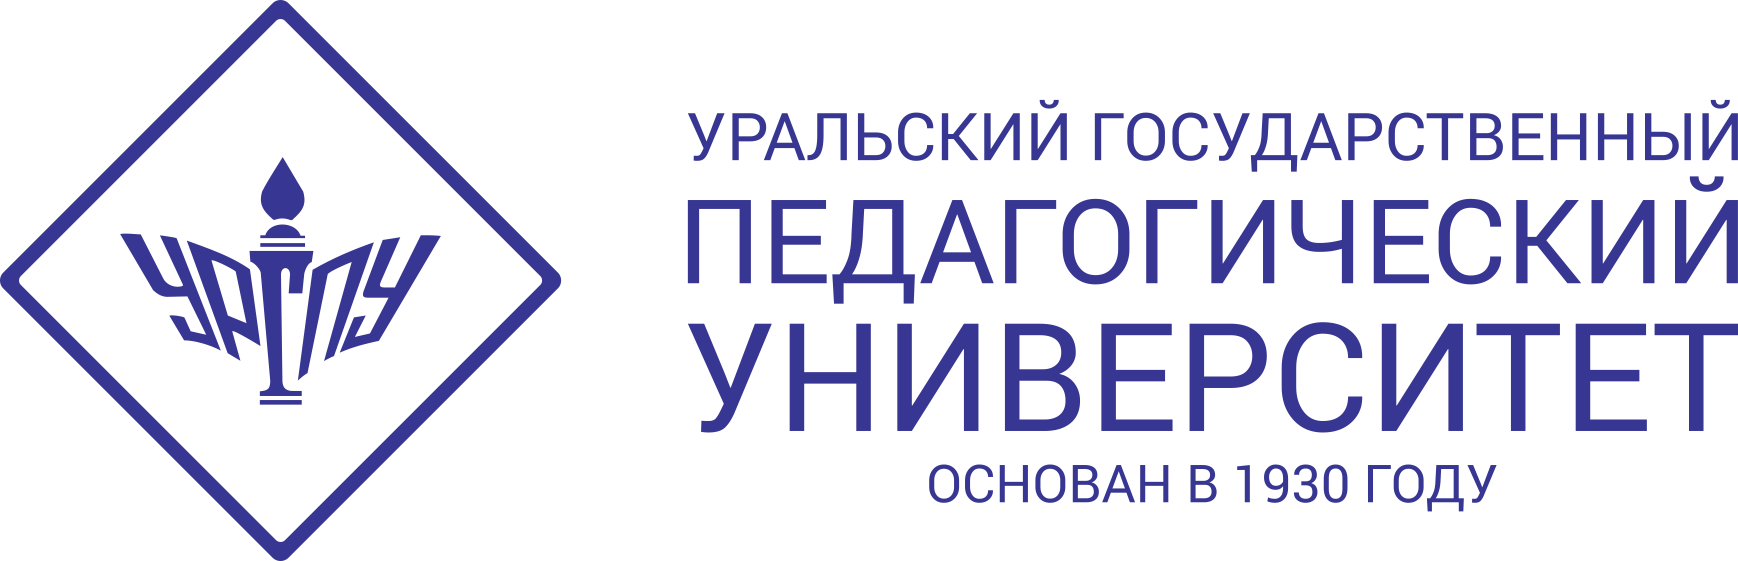 УрГПУ
УРАЛЬСКИЙ ГОСУДАРСТВЕННЫЙ
ПЕДАГОГИЧЕСКИЙ
УНИВЕРСИТЕТ
ОСНОВАН В 1930 ГОДУ